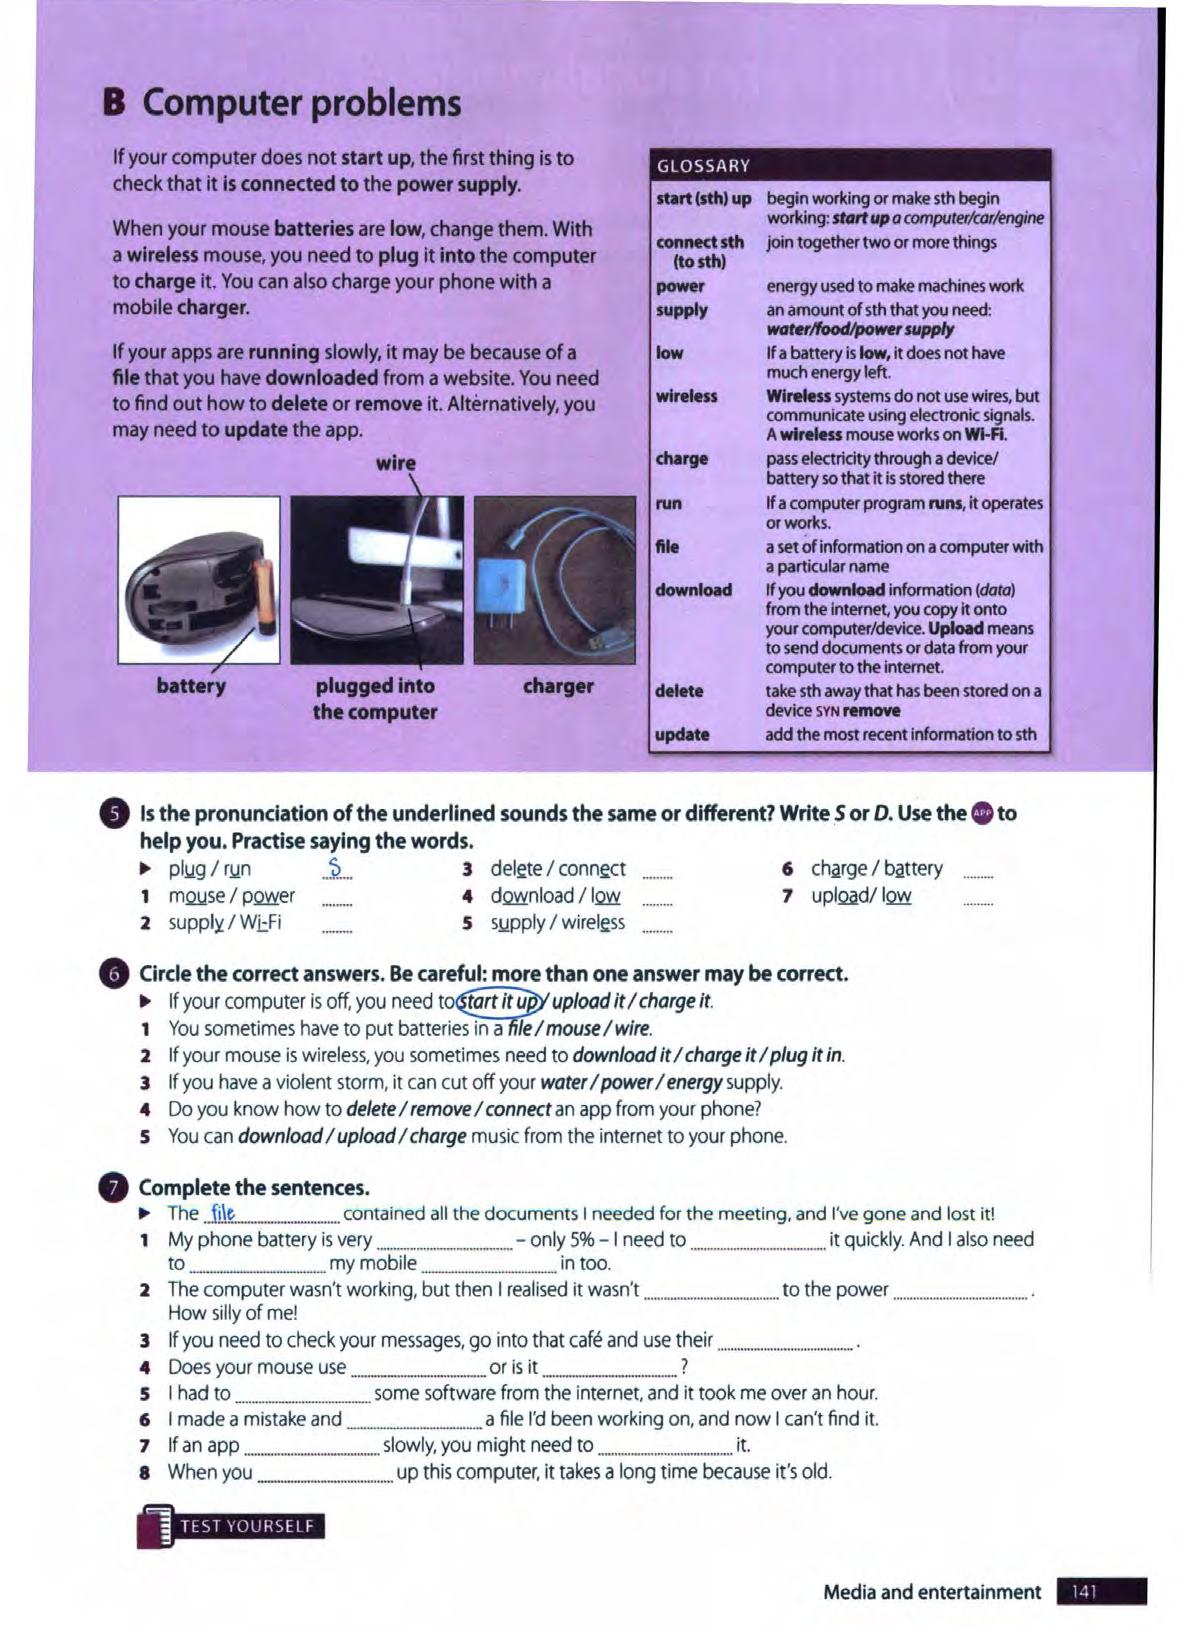 B Computer problems
If your computer does not start up, the first thing is to
check that it is connected to the power supply.
When your mouse batteries are low, change them. With
a wireless mouse, you need to plug it into the computer
to charge it. You can also charge your phone with a
mobile charger.
If your apps are running slowly, it may be because of a
file that you have downloaded from a website. You need
to find out how to delete or remove it. Alternatively, you
may need to update the app.
wire
battery
plugged into
the computer
charger
GLOSSARY
start (sth) up begin working or make sth begin
working: start up a computer/car/engine
connect sth join together two or more things
(to sth)
power energy used to make machines work
supply an amount of sth that you need:
water/food/power supply
low If a battery is low, it does not have
much energy left.
wireless Wireless systems do not use wires, but
communicate using electronic signals.
A wireless mouse works on Wi-Fi.
charge pass electricity through a device/
battery so that it is stored there
run If a computer program runs, it operates
or works.
file a set of information on a computer with
a particular name
download If you download information (data)
from the internet, you copy it onto
your computer/device. Upload means
to send documents or data from your
computer to the internet.
delete take sth away that has been stored on a
device SYN remove
update add the most recent information to sth
5 Is the pronunciation of the underlined sounds the same or different? Write S or D. Use the APP to
help you. Practise saying the words.
▶ plug / run S 3 delete / connect ........ 6 charge / battery ........
1 mouse / power ........ 4 download / low ........ 7 upload/ low ........
2 supply / Wi-Fi ........ 5 supply / wireless ........
6 Circle the correct answers. Be careful: more than one answer may be correct.
▶ If your computer is off, you need to start it up / upload it / charge it.
1 You sometimes have to put batteries in a file / mouse / wire.
2 If your mouse is wireless, you sometimes need to download it / charge it / plug it in.
3 If you have a violent storm, it can cut off your water / power / energy supply.
4 Do you know how to delete / remove / connect an app from your phone?
5 You can download / upload / charge music from the internet to your phone.
7 Complete the sentences.
▶ The file contained all the documents I needed for the meeting, and I've gone and lost it!
1 My phone battery is very ........ – only 5% – I need to ........ it quickly. And I also need
to ........ my mobile ........ in too.
2 The computer wasn't working, but then I realised it wasn't ........ to the power ........ .
How silly of me!
3 If you need to check your messages, go into that café and use their ........ .
4 Does your mouse use ........ or is it ........ ?
5 I had to ........ some software from the internet, and it took me over an hour.
6 I made a mistake and ........ a file I'd been working on, and now I can't find it.
7 If an app ........ slowly, you might need to ........ it.
8 When you ........ up this computer, it takes a long time because it's old.
TEST YOURSELF
Media and entertainment 141